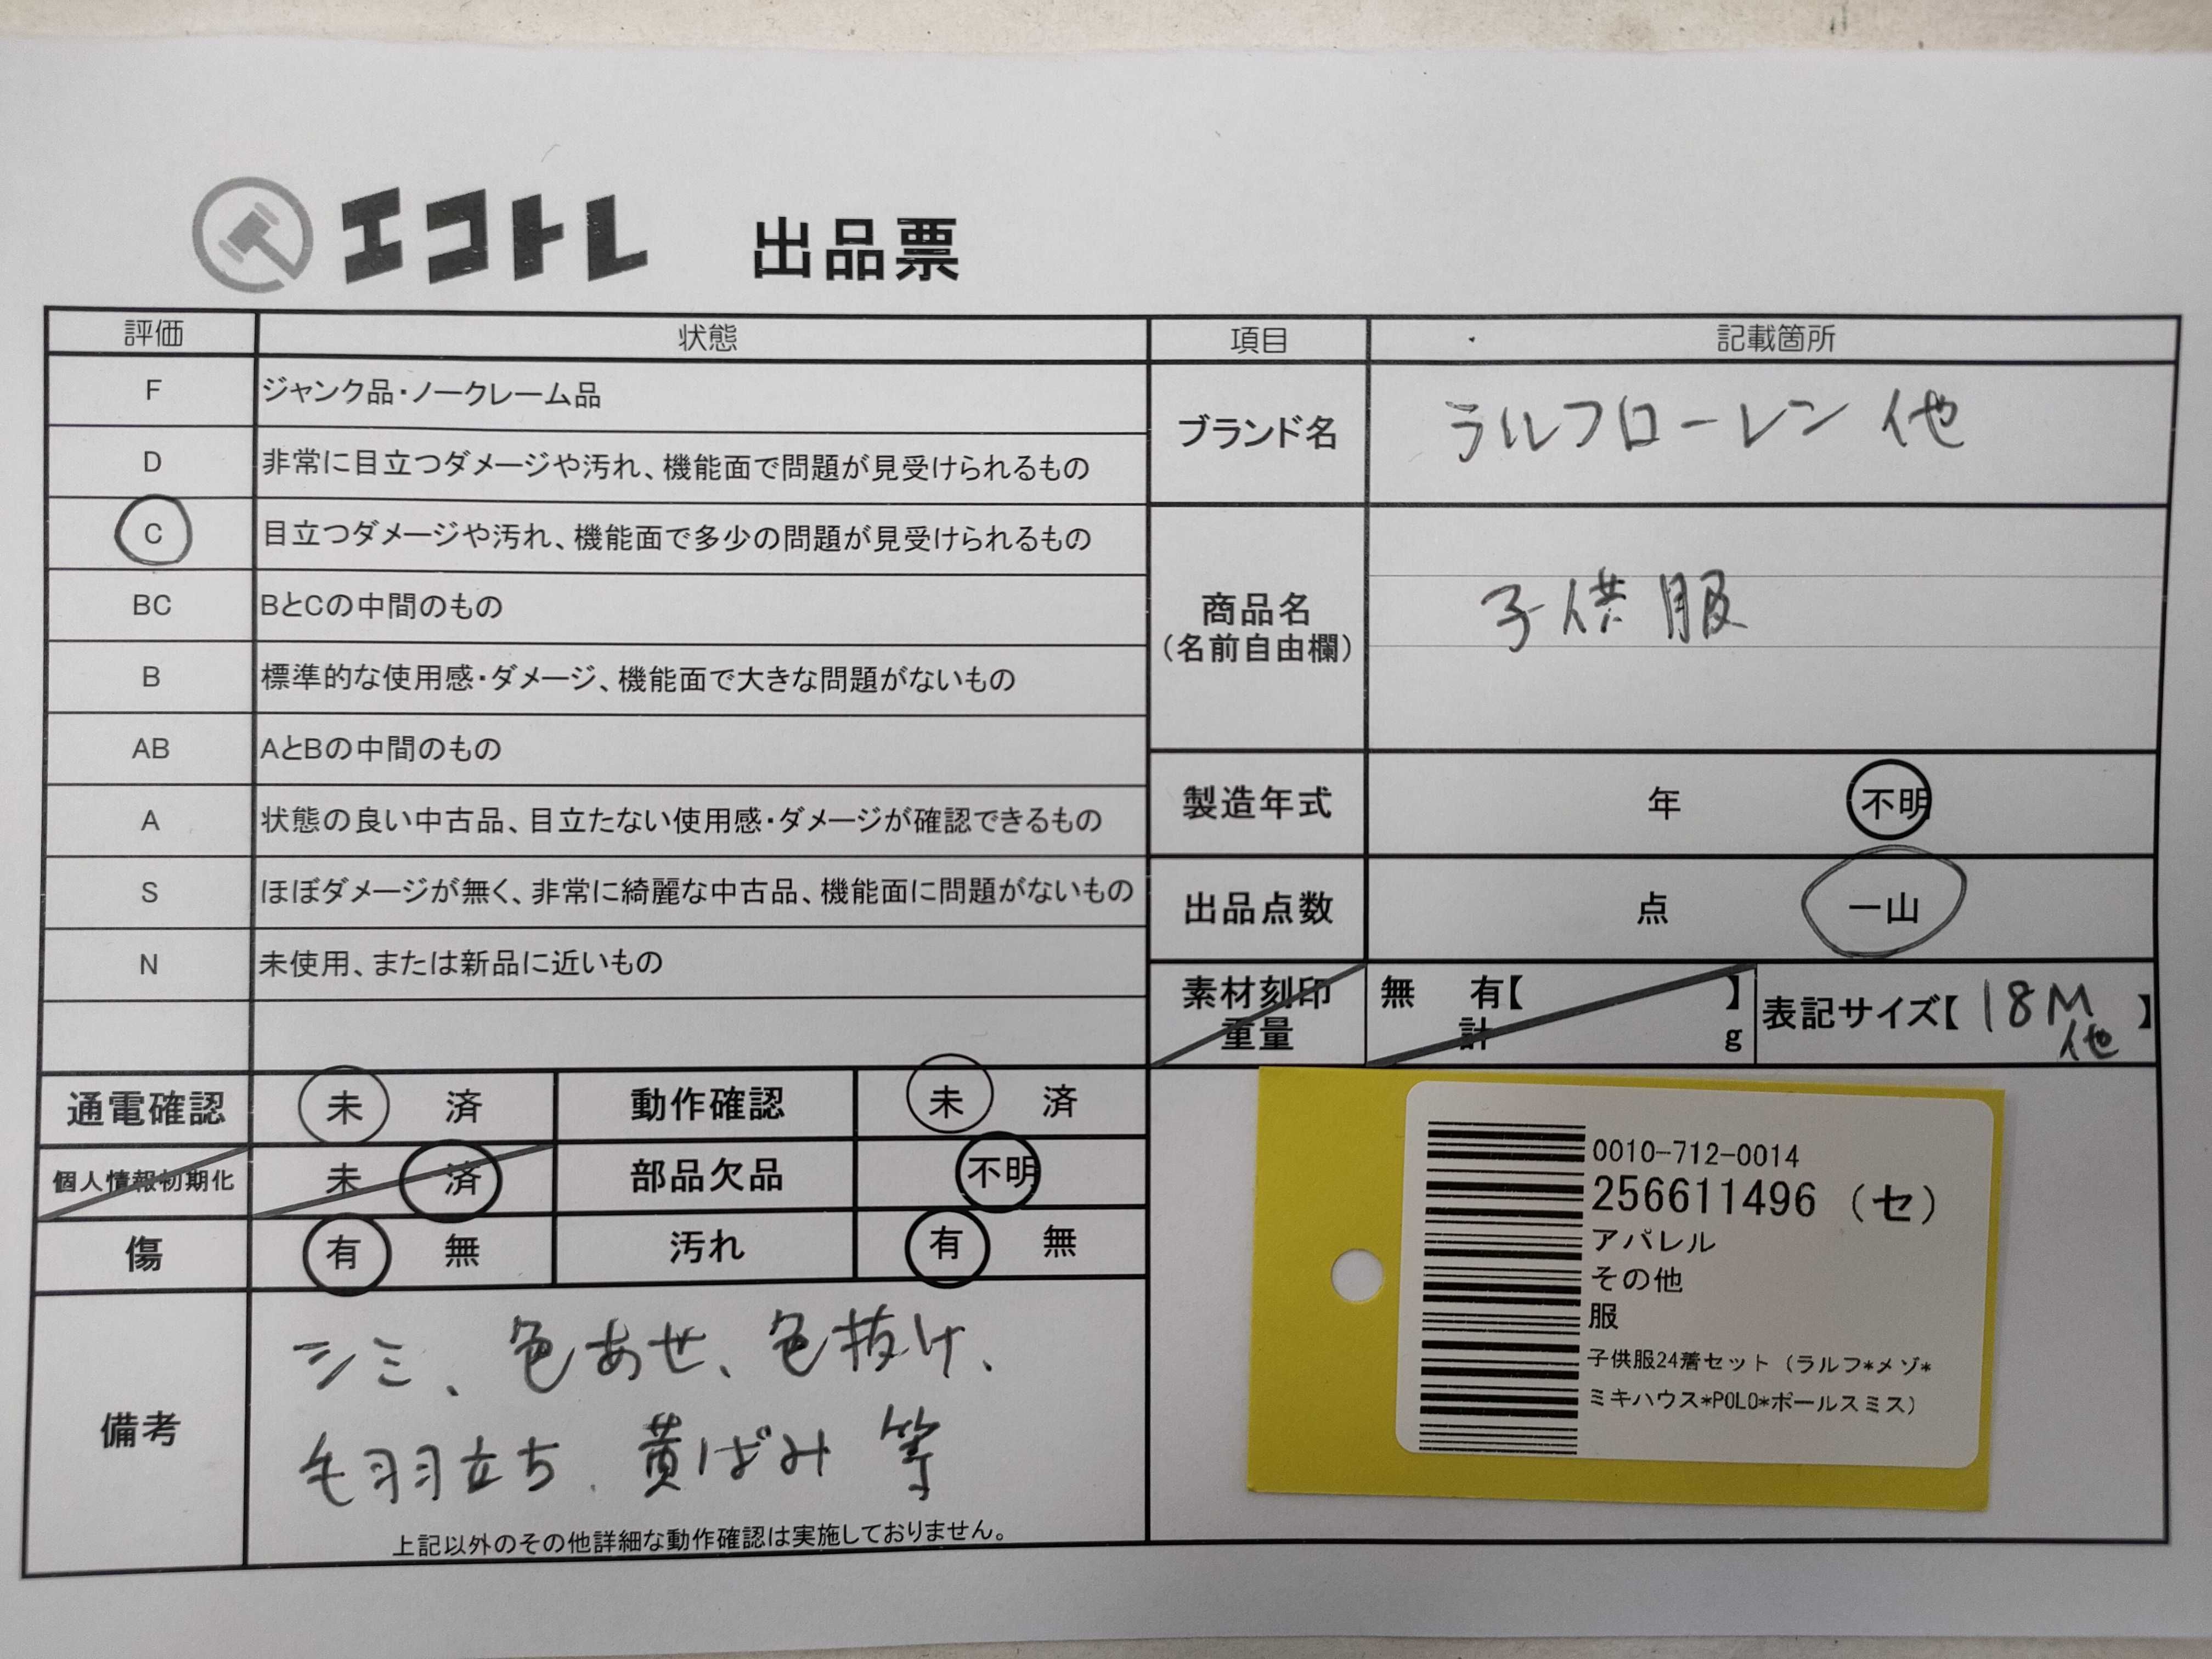 エコトレ 出品票
評価 状態
F ジャンク品・ノークレーム品
D 非常に目立つダメージや汚れ、機能面で問題が見受けられるもの
C 目立つダメージや汚れ、機能面で多少の問題が見受けられるもの
BC BとCの中間のもの
B 標準的な使用感・ダメージ、機能面で大きな問題がないもの
AB AとBの中間のもの
A 状態の良い中古品、目立たない使用感・ダメージが確認できるもの
S ほぼダメージが無く、非常に綺麗な中古品、機能面に問題がないもの
N 未使用、または新品に近いもの
項目 記載箇所
ブランド名 ラルフローレン 他
商品名
(名前自由欄)
子供服
製造年式 年 不明
出品点数 点 一山
素材刻印
重量
無 有【 】
計 g
表記サイズ【 18M 】
他
通電確認 未 済 動作確認 未 済
個人情報初期化 未 済 部品欠品 不明
傷 有 無 汚れ 有 無
備考
シミ、色あせ、色抜け、
毛羽立ち、黄ばみ 等
上記以外のその他詳細な動作確認は実施しておりません。
0010-712-0014
256611496（セ）
アパレル
その他
服
子供服24着セット（ラルフ*メゾ*
ミキハウス*POLO*ポールスミス）